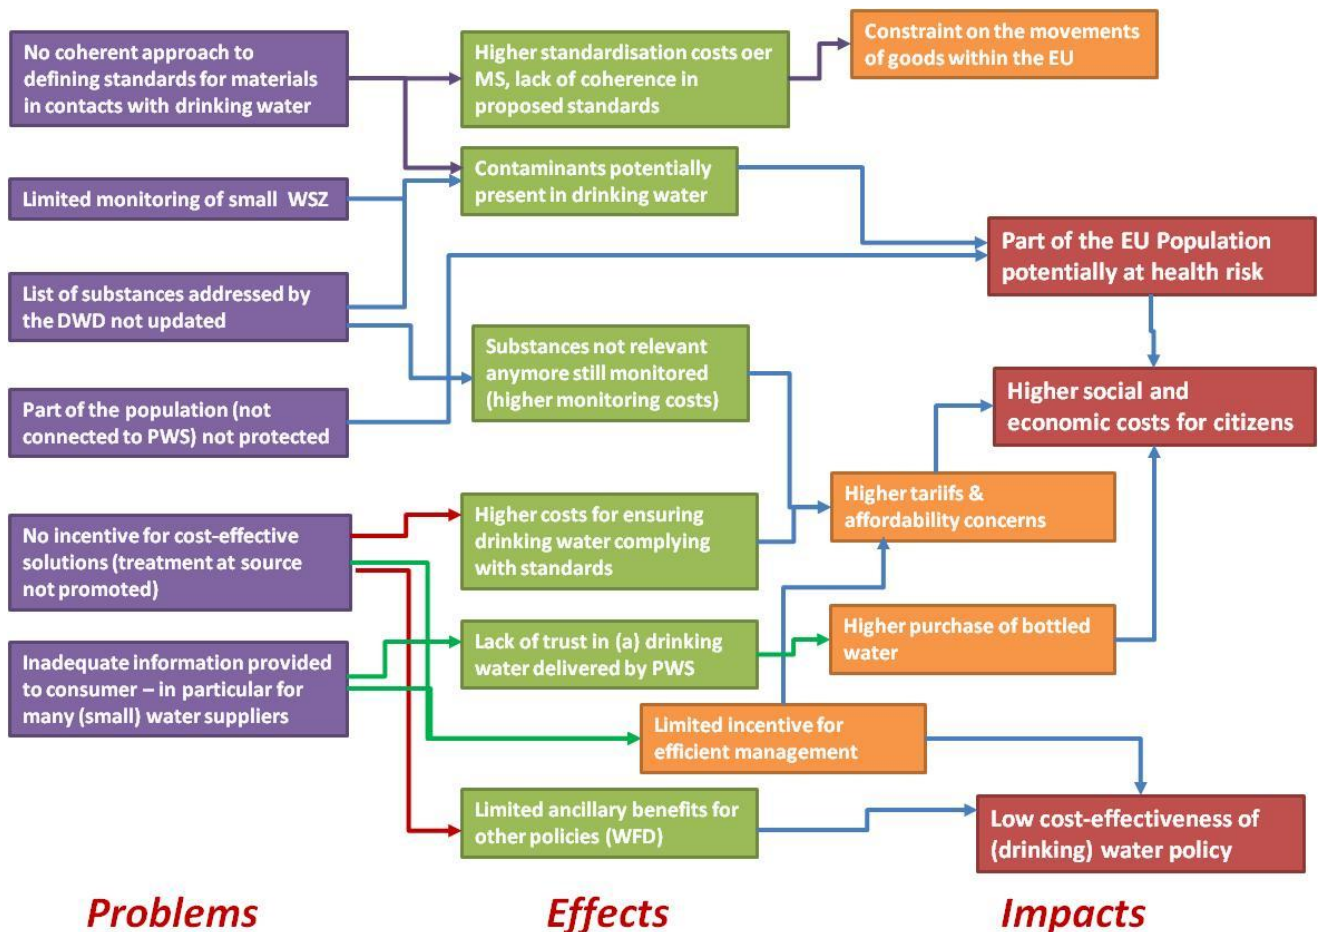 No coherent approach to
defining standards for materials
in contacts with drinking water
Limited monitoring of small WSZ
List of substances addressed by
the DWD not updated
Part of the population (not
connected to PWS) not protected
No incentive for cost-effective
solutions (treatment at source
not promoted)
Inadequate information provided
to consumer – in particular for
many (small) water suppliers
Higher standardisation costs oer
MS, lack of coherence in
proposed standards
Contaminants potentially
present in drinking water
Substances not relevant
anymore still monitored
(higher monitoring costs)
Higher costs for ensuring
drinking water complying
with standards
Lack of trust in (a) drinking
water delivered by PWS
Limited ancillary benefits for
other policies (WFD)
Constraint on the movements
of goods within the EU
Higher tariifs &
affordability concerns
Higher purchase of bottled
water
Limited incentive for
efficient management
Part of the EU Population
potentially at health risk
Higher social and
economic costs for citizens
Low cost-effectiveness of
(drinking) water policy
Problems
Effects
Impacts